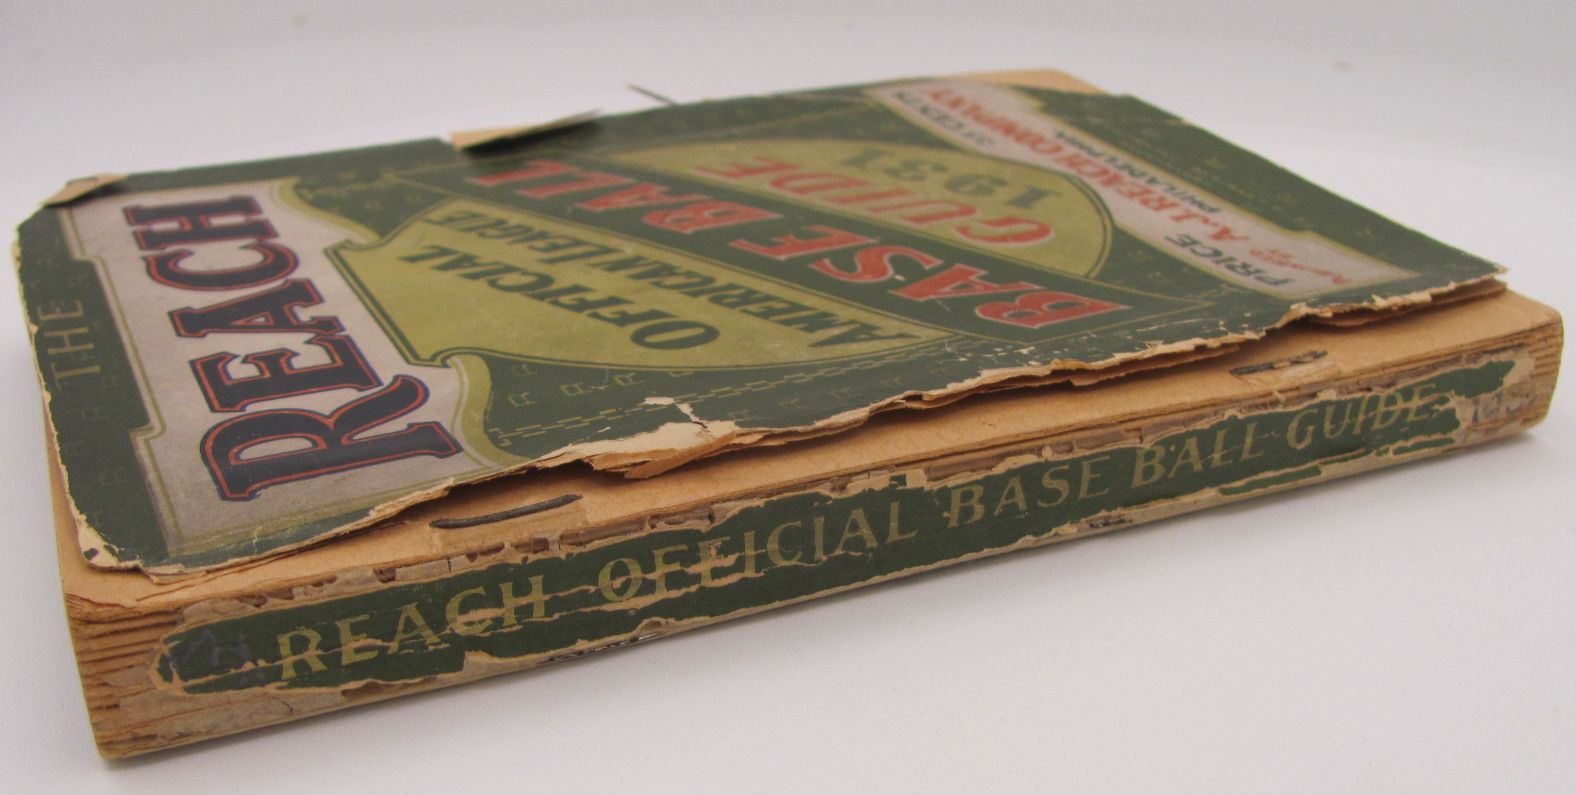 THE
REACH
OFFICIAL
AMERICAN LEAGUE
BASE BALL
GUIDE
1931
PRICE 25 CENTS
A.J. REACH COMPANY
PHILADELPHIA
REACH OFFICIAL BASE BALL GUIDE